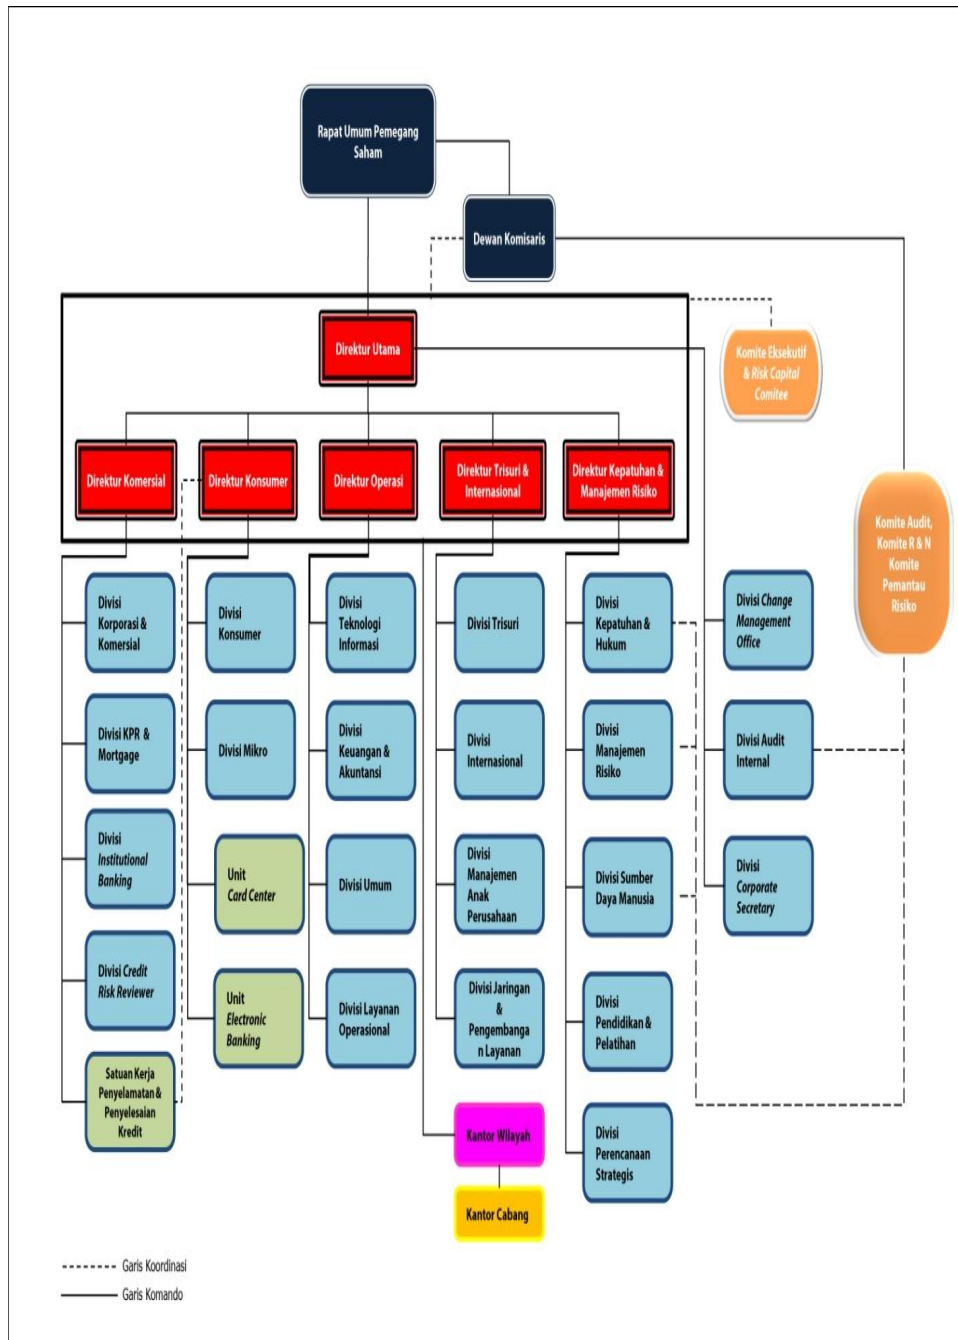 Rapat Umum Pemegang
Saham
Dewan Komisaris
Direktur Utama
Komite Eksekutif
& Risk Capital
Comitee
Direktur Komersial
Direktur Konsumer
Direktur Operasi
Direktur Trisuri &
Internasional
Direktur Kepatuhan &
Manajemen Risiko
Komite Audit,
Komite R & N
Komite
Pemantau
Risiko
Divisi
Korporasi &
Komersial
Divisi
Konsumer
Divisi
Teknologi
Informasi
Divisi Trisuri
Divisi
Kepatuhan &
Hukum
Divisi Change
Management
Office
Divisi KPR &
Mortgage
Divisi Mikro
Divisi
Keuangan &
Akuntansi
Divisi
Internasional
Divisi
Manajemen
Risiko
Divisi Audit
Internal
Divisi
Institutional
Banking
Unit
Card Center
Divisi Umum
Divisi
Manajemen
Anak
Perusahaan
Divisi Sumber
Daya Manusia
Divisi
Corporate
Secretary
Divisi Credit
Risk Reviewer
Unit
Electronic
Banking
Divisi Layanan
Operasional
Divisi Jaringan
&
Pengembanga
n Layanan
Divisi
Pendidikan &
Pelatihan
Satuan Kerja
Penyelamatan &
Penyelesaian
Kredit
Kantor Wilayah
Divisi
Perencanaan
Strategis
Kantor Cabang
Garis Koordinasi
Garis Komando